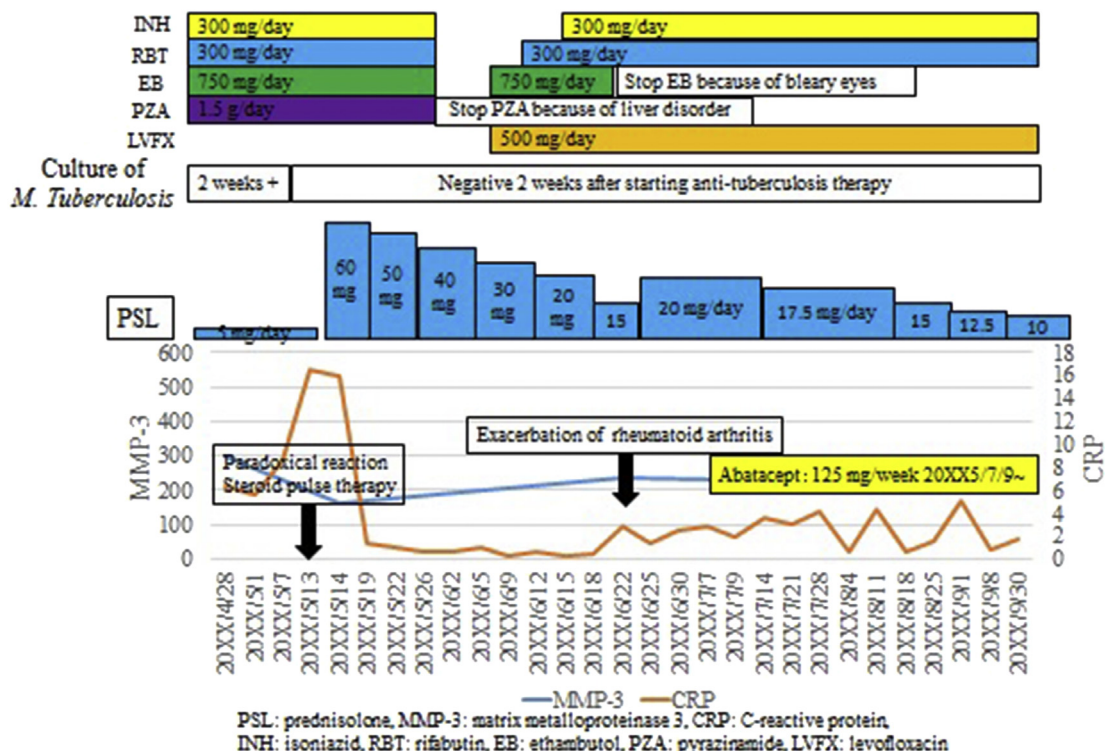 INH 300 mg/day 300 mg/day
RBT 300 mg/day 300 mg/day
EB 750 mg/day 750 mg/day Stop EB because of bleary eyes
PZA 1.5 g/day Stop PZA because of liver disorder
LVFX 500 mg/day
Culture of
M. Tuberculosis
2 weeks + Negative 2 weeks after starting anti-tuberculosis therapy
PSL
5 mg/day
60 mg
50 mg
40 mg
30 mg
20 mg
15
20 mg/day
17.5 mg/day
15
12.5
10
MMP-3
600
500
400
300
200
100
0
CRP
18
16
14
12
10
8
6
4
2
0
Paradoxical reaction
Steroid pulse therapy
Exacerbation of rheumatoid arthritis
Abatacept : 125 mg/week 20XX5/7/9~
20XX/4/28
20XX/5/1
20XX/5/7
20XX/5/13
20XX/5/14
20XX/5/19
20XX/5/22
20XX/5/26
20XX/6/2
20XX/6/5
20XX/6/9
20XX/6/12
20XX/6/15
20XX/6/18
20XX/6/22
20XX/6/25
20XX/6/30
20XX/7/7
20XX/7/9
20XX/7/14
20XX/7/21
20XX/7/28
20XX/8/4
20XX/8/11
20XX/8/18
20XX/8/25
20XX/9/1
20XX/9/8
20XX/9/30
MMP-3 CRP
PSL: prednisolone, MMP-3: matrix metalloproteinase 3, CRP: C-reactive protein,
INH: isoniazid, RBT: rifabutin, EB: ethambutol, PZA: pyrazinamide, LVFX: levofloxacin